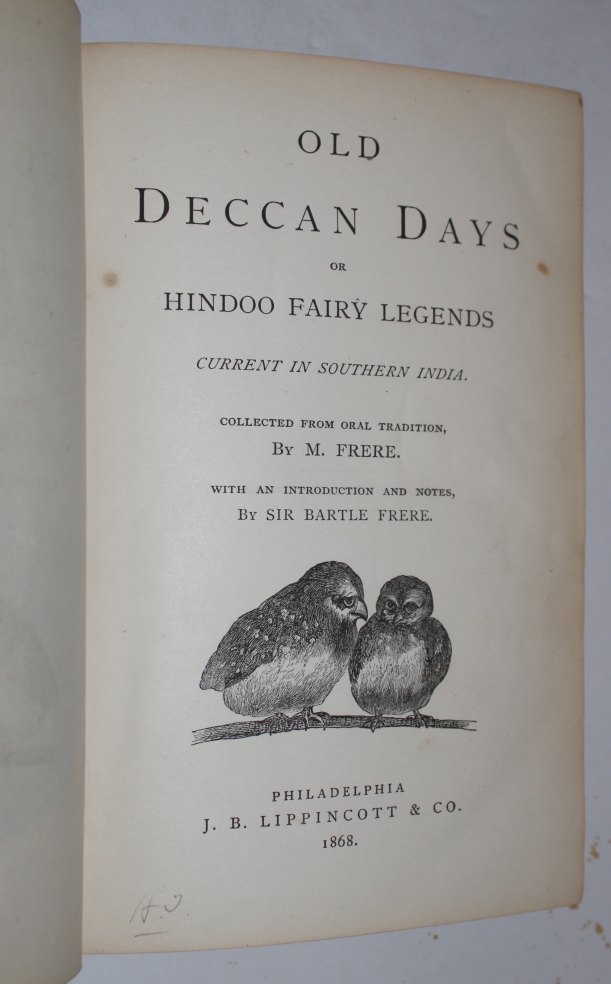 OLD
DECCAN DAYS
OR
HINDOO FAIRY LEGENDS
CURRENT IN SOUTHERN INDIA.
COLLECTED FROM ORAL TRADITION,
BY M. FRERE.
WITH AN INTRODUCTION AND NOTES,
BY SIR BARTLE FRERE.
PHILADELPHIA
J. B. LIPPINCOTT & CO.
1868.